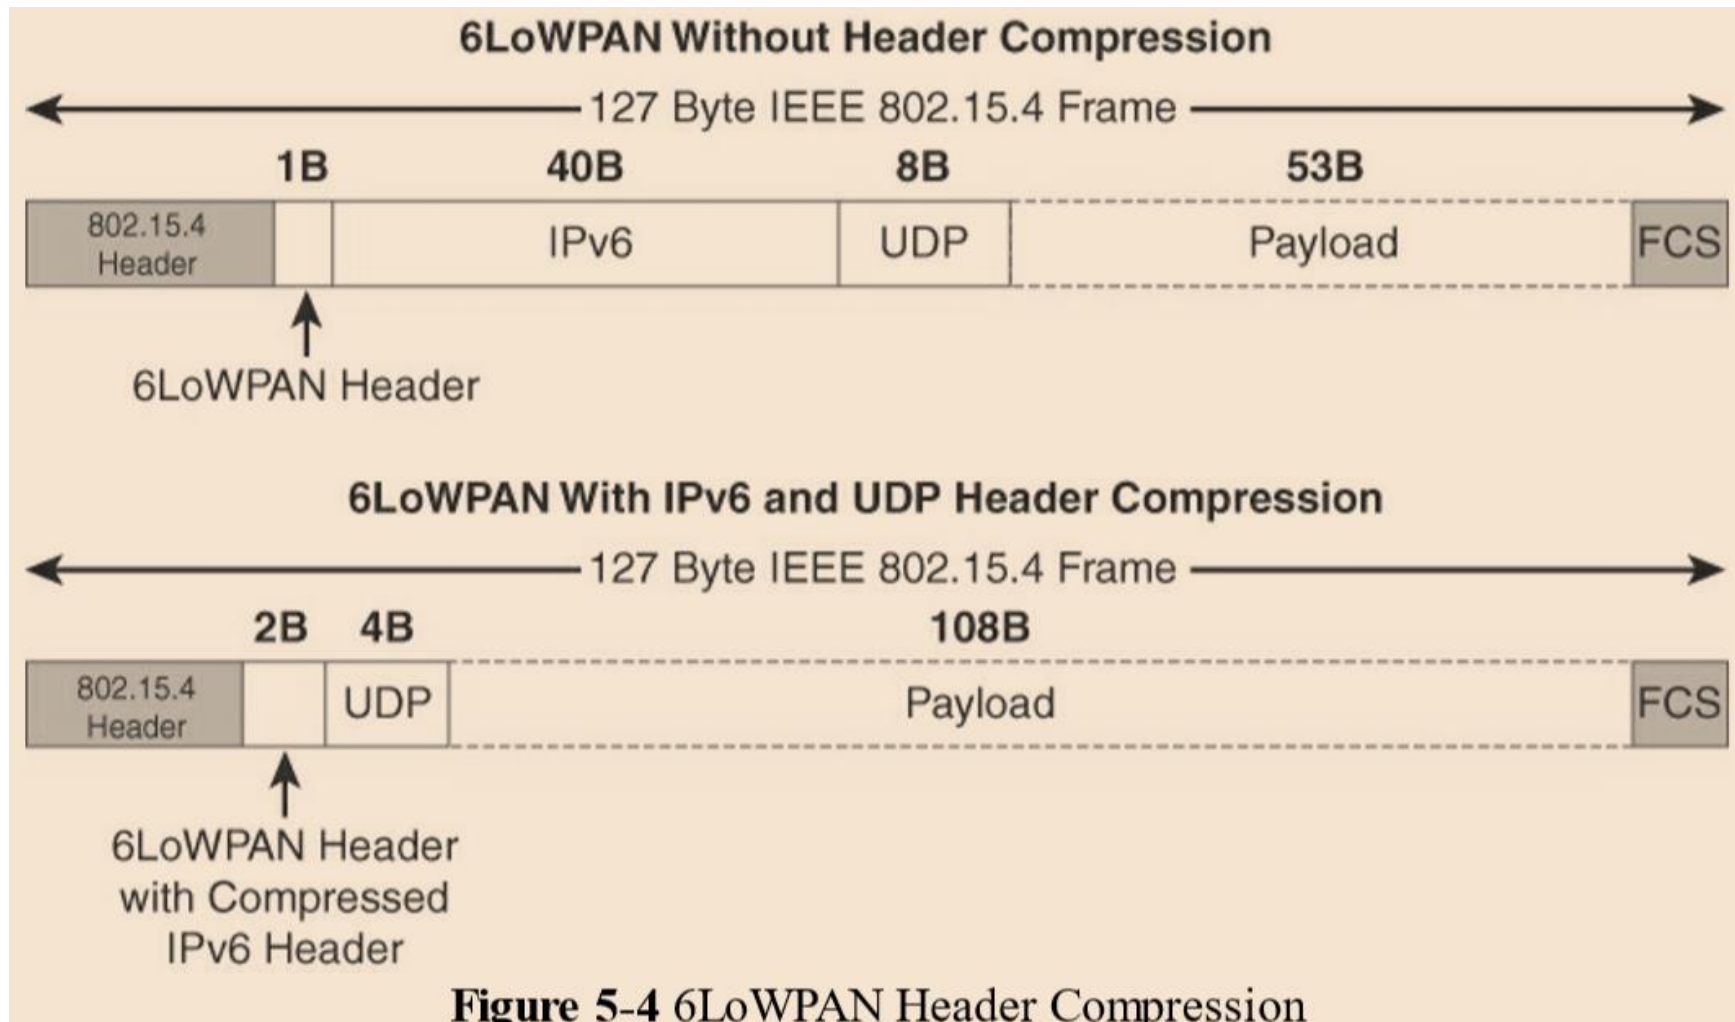 6LoWPAN Without Header Compression
127 Byte IEEE 802.15.4 Frame
1B 40B 8B 53B
802.15.4
Header
IPv6 UDP Payload FCS
6LoWPAN Header
6LoWPAN With IPv6 and UDP Header Compression
127 Byte IEEE 802.15.4 Frame
2B 4B 108B
802.15.4
Header
UDP Payload FCS
6LoWPAN Header
with Compressed
IPv6 Header
Figure 5-4 6LoWPAN Header Compression